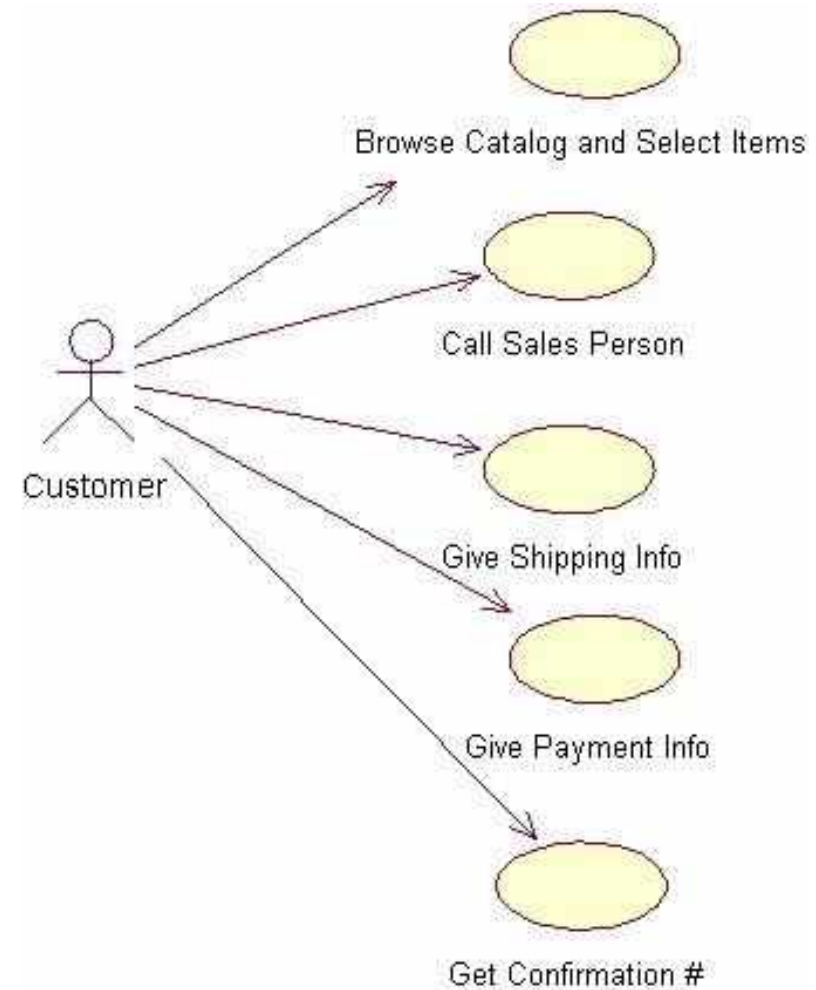 Browse Catalog and Select Items
Call Sales Person
Customer
Give Shipping Info
Give Payment Info
Get Confirmation #